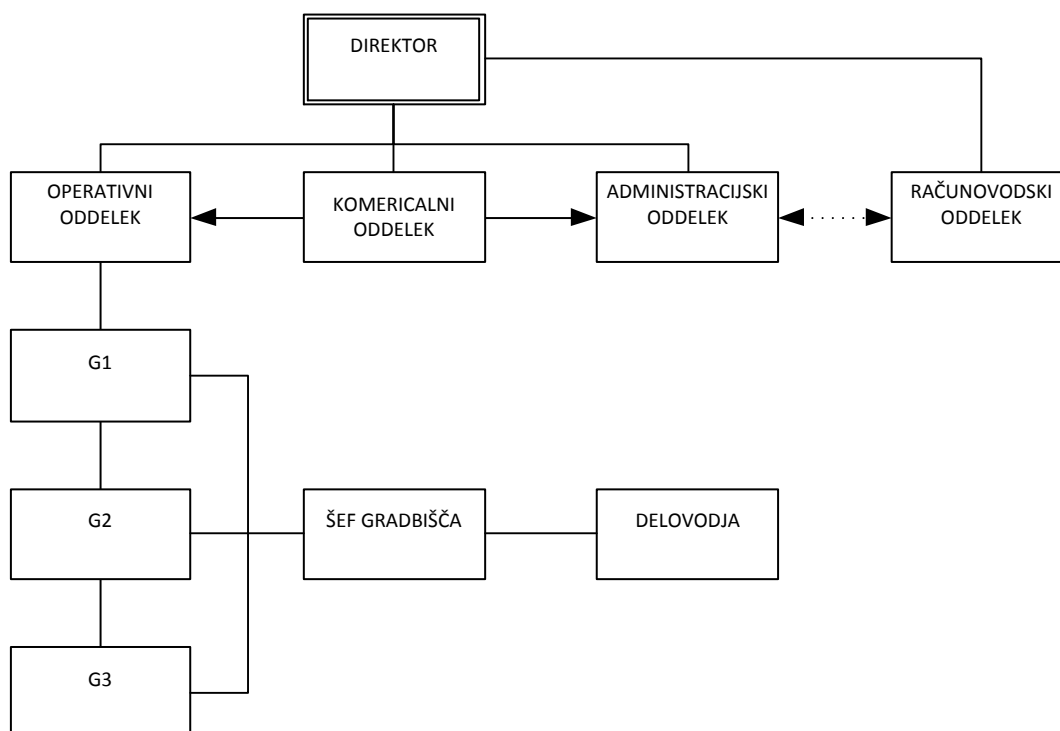 DIREKTOR
OPERATIVNI
ODDELEK
KOMERICALNI
ODDELEK
ADMINISTRACIJSKI
ODDELEK
RAČUNOVODSKI
ODDELEK
G1
G2
ŠEF GRADBIŠČA
DELOVODJA
G3